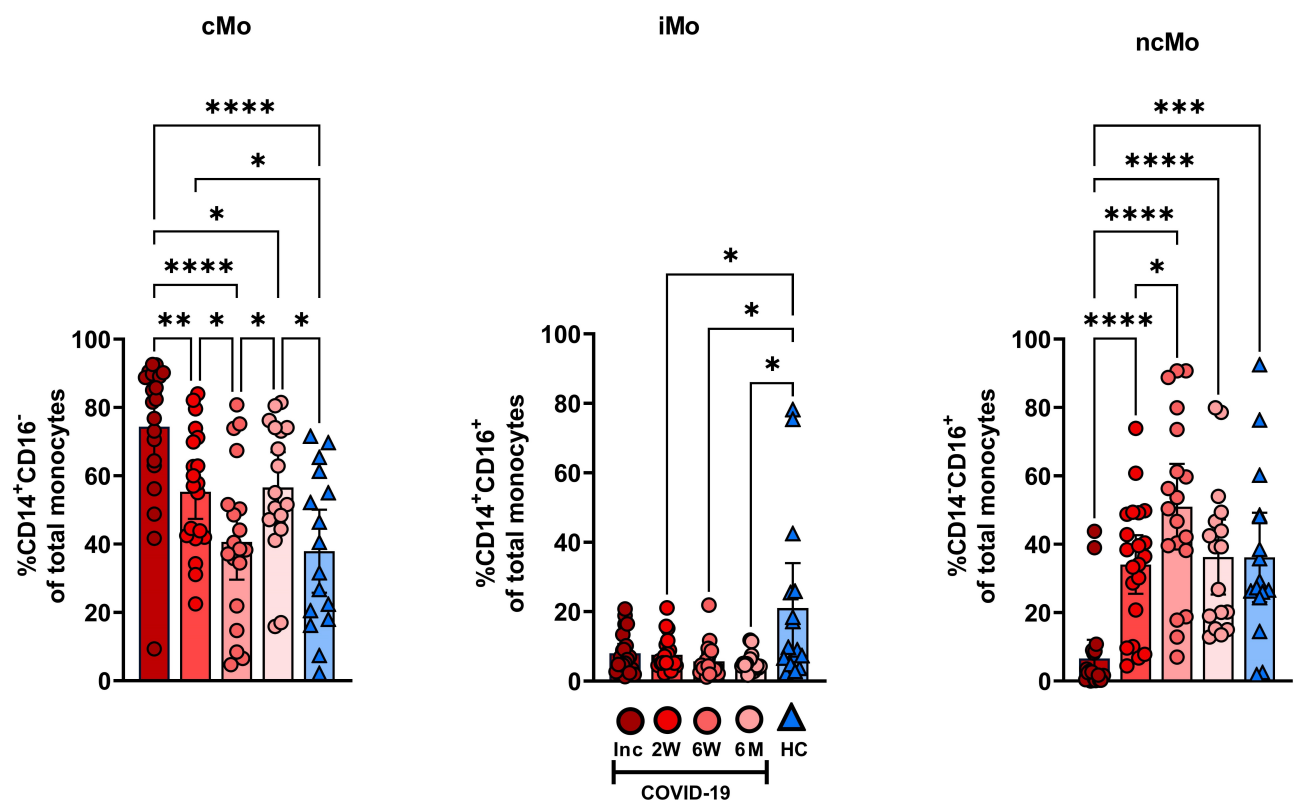 cMo
iMo
ncMo
****
*
*
****
** * * *
%CD14+CD16-
of total monocytes
100
80
60
40
20
0
*
*
*
%CD14+CD16+
of total monocytes
100
80
60
40
20
0
Inc 2W 6W 6M HC
COVID-19
***
****
****
*
****
%CD14-CD16+
of total monocytes
100
80
60
40
20
0